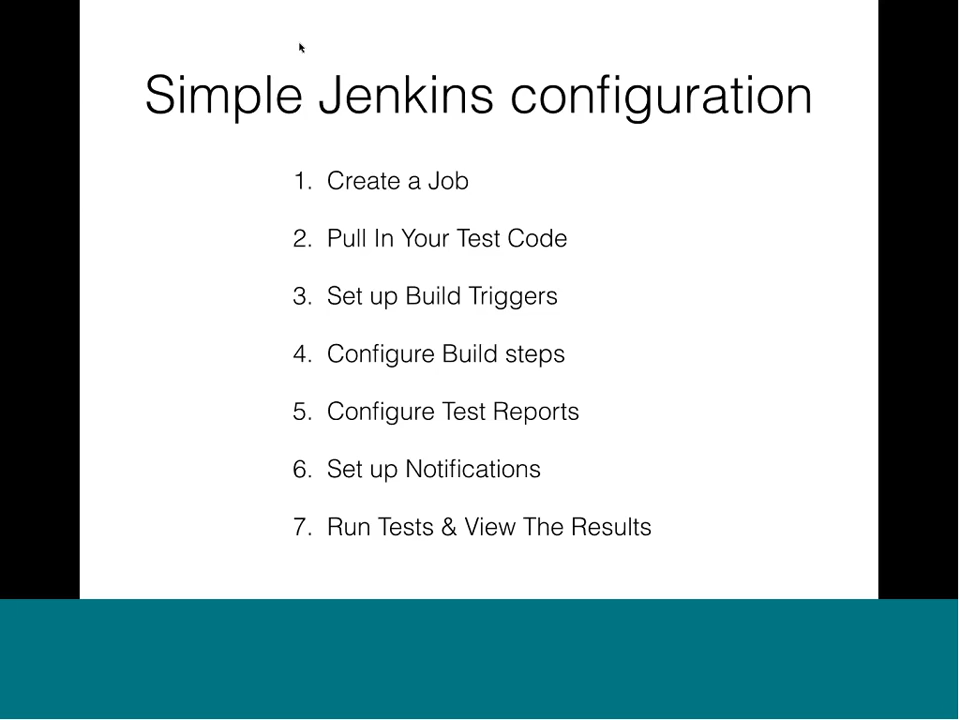 Simple Jenkins configuration
1. Create a Job
2. Pull In Your Test Code
3. Set up Build Triggers
4. Configure Build steps
5. Configure Test Reports
6. Set up Notifications
7. Run Tests & View The Results